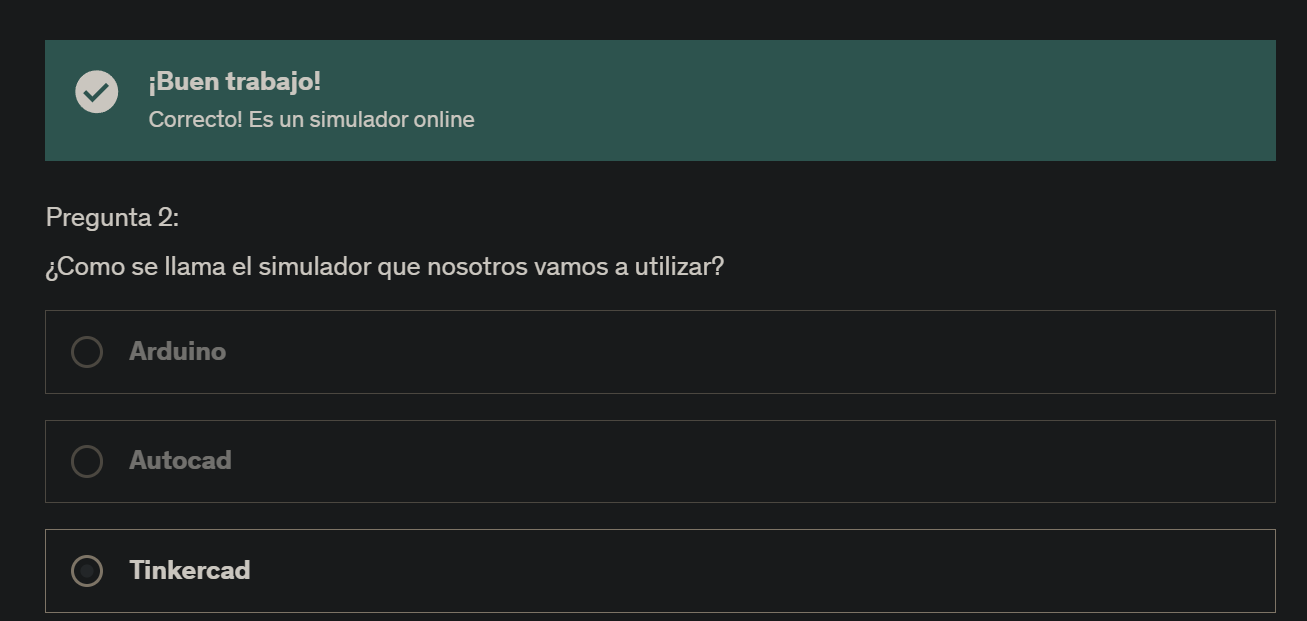 ¡Buen trabajo!
Correcto! Es un simulador online
Pregunta 2:
¿Como se llama el simulador que nosotros vamos a utilizar?
Arduino
Autocad
Tinkercad